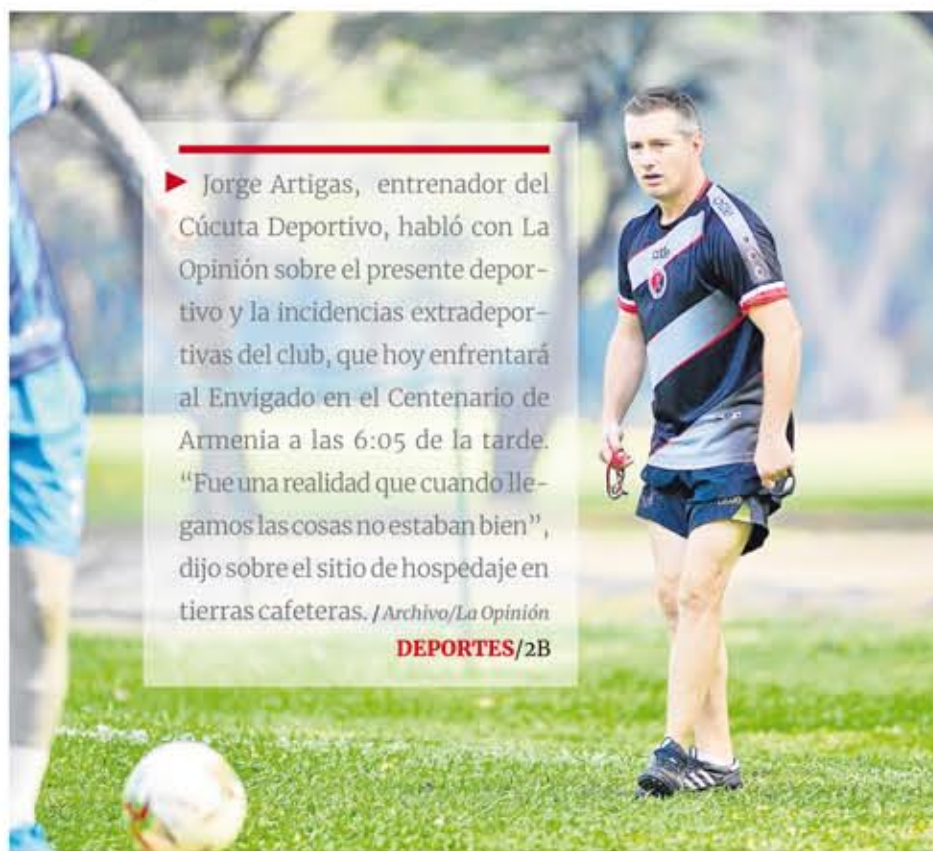 ► Jorge Artigas, entrenador del
Cúcuta Deportivo, habló con La
Opinión sobre el presente depor-
tivo y la incidencias extradepor-
tivas del club, que hoy enfrentará
al Envigado en el Centenario de
Armenia a las 6:05 de la tarde.
“Fue una realidad que cuando lle-
gamos las cosas no estaban bien”,
dijo sobre el sitio de hospedaje en
tierras cafeteras. /Archivo/La Opinión
DEPORTES/2B